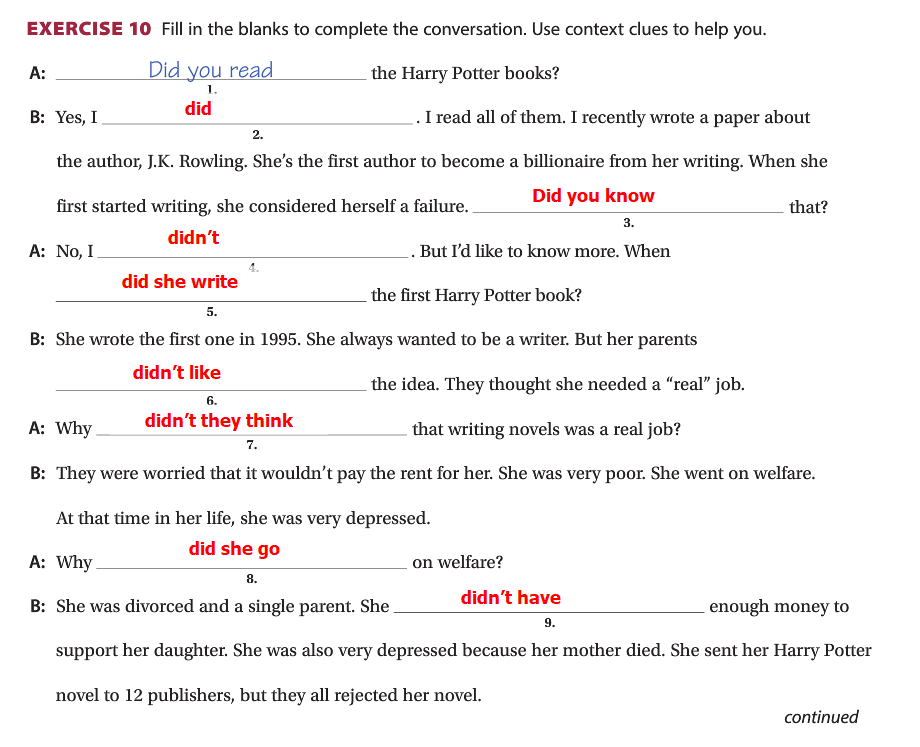 EXERCISE 10 Fill in the blanks to complete the conversation. Use context clues to help you.
A: Did you read the Harry Potter books?
1.
B: Yes, I did . I read all of them. I recently wrote a paper about
2.
the author, J.K. Rowling. She’s the first author to become a billionaire from her writing. When she
first started writing, she considered herself a failure. Did you know that?
3.
A: No, I didn’t . But I’d like to know more. When
4.
did she write the first Harry Potter book?
5.
B: She wrote the first one in 1995. She always wanted to be a writer. But her parents
didn’t like the idea. They thought she needed a “real” job.
6.
A: Why didn’t they think that writing novels was a real job?
7.
B: They were worried that it wouldn’t pay the rent for her. She was very poor. She went on welfare.
At that time in her life, she was very depressed.
A: Why did she go on welfare?
8.
B: She was divorced and a single parent. She didn’t have enough money to
9.
support her daughter. She was also very depressed because her mother died. She sent her Harry Potter
novel to 12 publishers, but they all rejected her novel.
continued